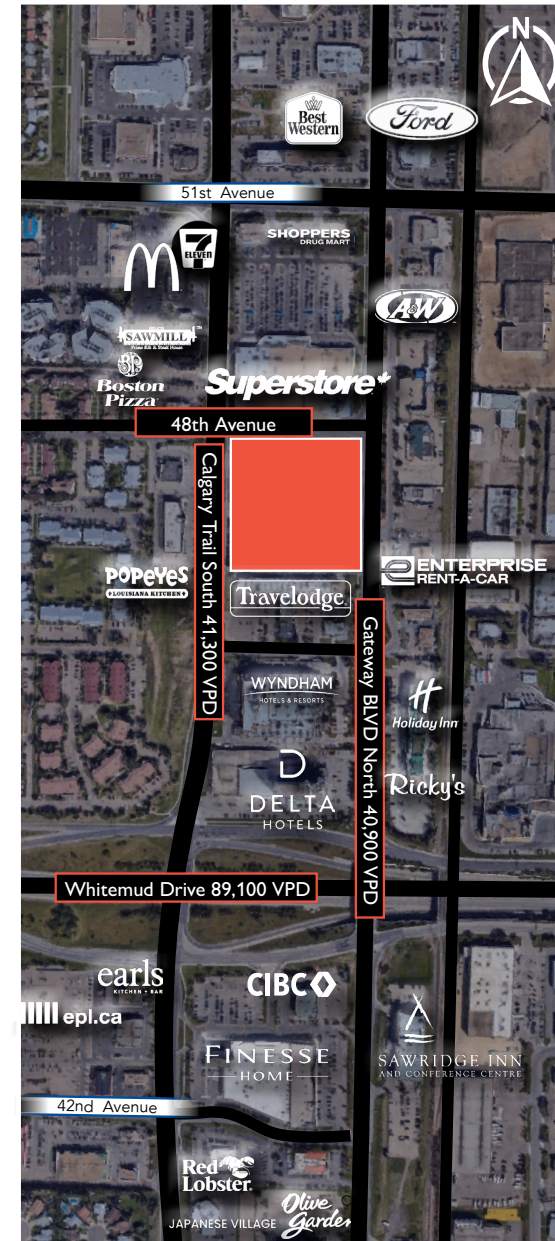 N
Best
Western
Ford
51st Avenue
7
ELEVEN
SHOPPERS
DRUG MART
A&W
SAWMILL
Prime Rib & Steak House
BP
Boston
Pizza
Superstore
48th Avenue
Calgary Trail South 41,300 VPD
POPEYES
LOUISIANA KITCHEN
e ENTERPRISE
RENT-A-CAR
Travelodge
Gateway BLVD North 40,900 VPD
WYNDHAM
HOTELS & RESORTS
H
Holiday Inn
D
DELTA
HOTELS
Ricky's
Whitemud Drive 89,100 VPD
earls
KITCHEN + BAR
CIBC
epl.ca
FINESSE
HOME
SAWRIDGE INN
AND CONFERENCE CENTRE
42nd Avenue
Red
Lobster
JAPANESE VILLAGE
Olive
Garden